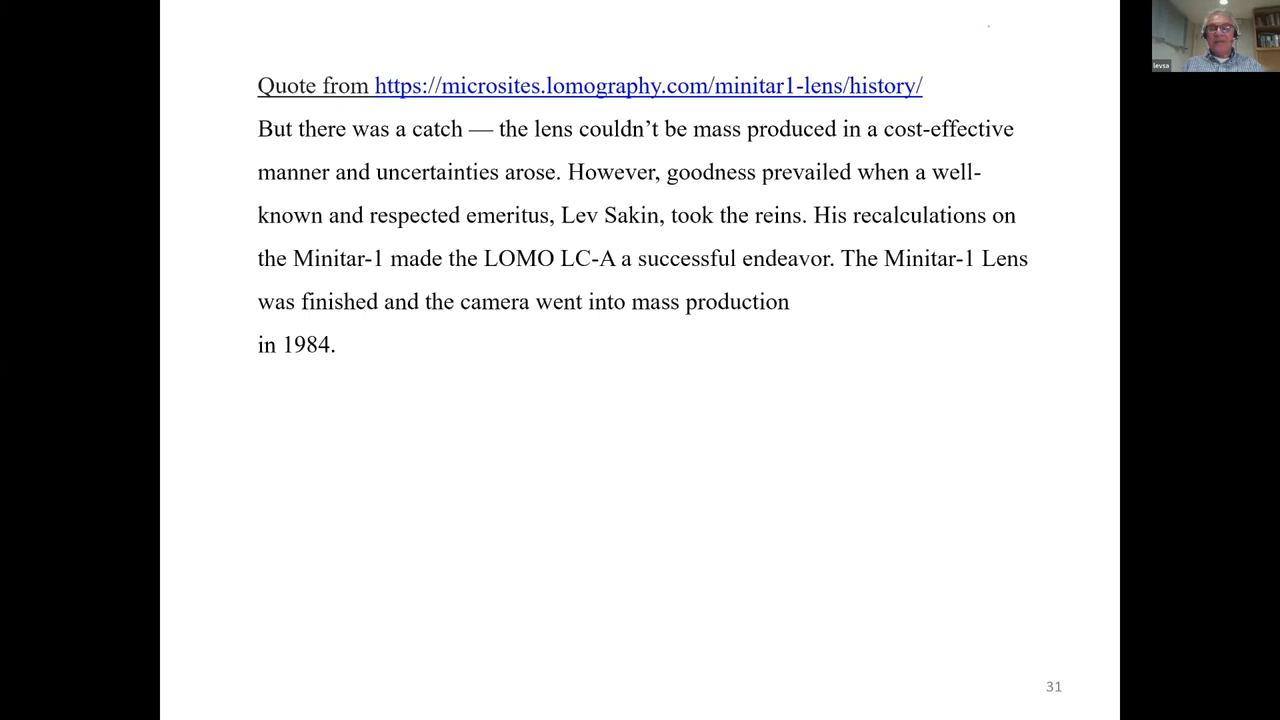 Quote from https://microsites.lomography.com/minitar1-lens/history/
But there was a catch — the lens couldn’t be mass produced in a cost-effective
manner and uncertainties arose. However, goodness prevailed when a well-
known and respected emeritus, Lev Sakin, took the reins. His recalculations on
the Minitar-1 made the LOMO LC-A a successful endeavor. The Minitar-1 Lens
was finished and the camera went into mass production
in 1984.
levsa
31